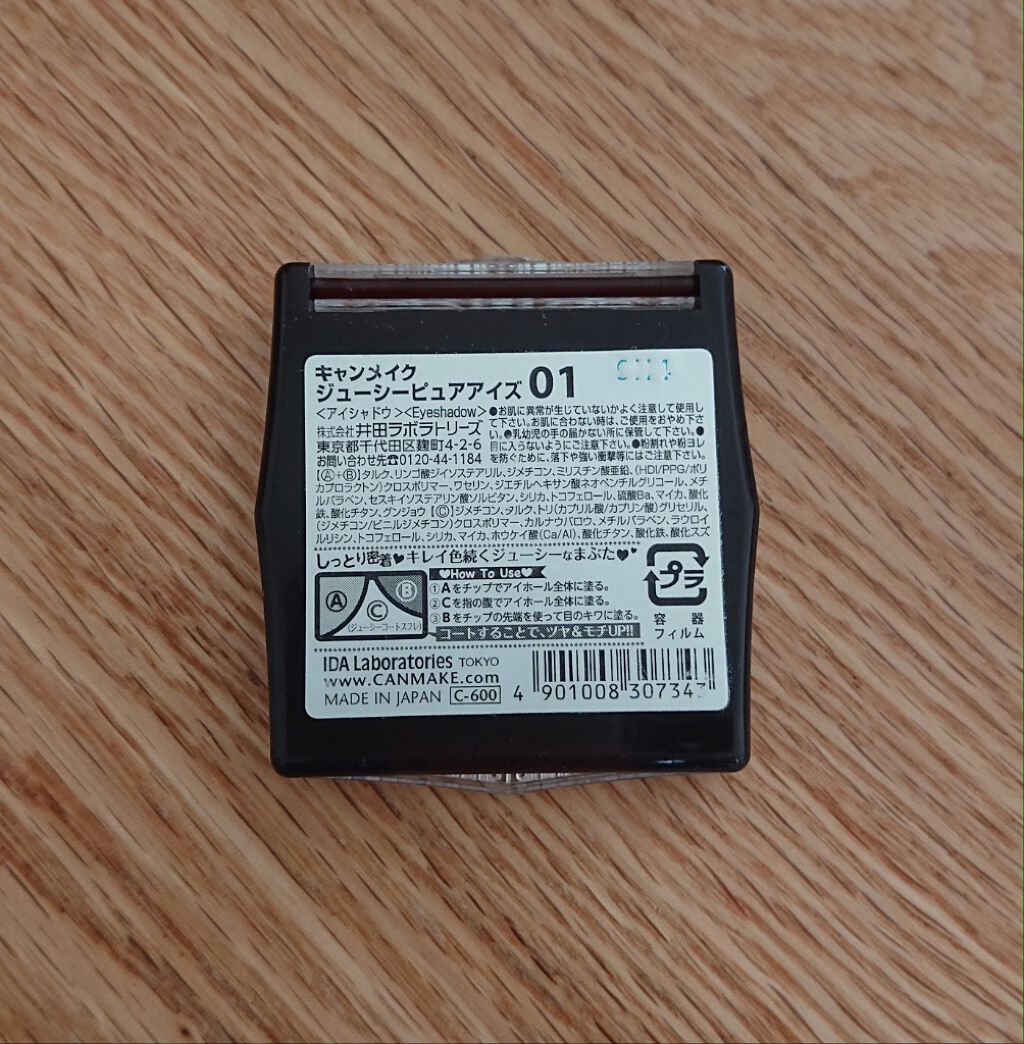 キャンメイク
ジューシーピュアアイズ 01
<アイシャドウ><Eyeshadow>
株式会社 井田ラボラトリーズ
東京都千代田区麹町4-2-6
お問い合わせ先☎0120-44-1184
●お肌に異常が生じていないかよく注意して使用し
て下さい。お肌に合わない時は、ご使用をおやめ下さ
い。●乳幼児の手の届かない所に保管して下さい。●
目に入らないようにご注意下さい。●粉割れや粉ヨレ
を防ぐために、落下や強い衝撃等にはご注意下さい。
【Ⓐ+Ⓑ】タルク、リンゴ酸ジイソステアリル、ジメチコン、ミリスチン酸亜鉛、(HDI/PPG/ポリ
カプロラクトン)クロスポリマー、ワセリン、ジエチルヘキサン酸ネオペンチルグリコール、メチ
ルパラベン、セスキイソステアリン酸ソルビタン、シリカ、トコフェロール、硫酸Ba、マイカ、酸化
鉄、酸化チタン、グンジョウ【Ⓒ】ジメチコン、タルク、トリ(カプリル酸/カプリン酸)グリセリル、
(ジメチコン/ビニルジメチコン)クロスポリマー、カルナウバロウ、メチルパラベン、ラウロイ
ルリシン、トコフェロール、シリカ、マイカ、ホウケイ酸(Ca/Al)、酸化チタン、酸化鉄、酸化スズ
しっとり密着♥キレイ色続くジューシーなまぶた♥♥
Ⓐ
Ⓑ
Ⓒ
(ジューシーコートスフレ)
♥How To Use♥
①Aをチップでアイホール全体に塗る。
②Cを指の腹でアイホール全体に塗る。
③Bをチップの先端を使って目のキワに塗る。
コートすることで、ツヤ&モチUP!!
プラ
容器
フィルム
IDA Laboratories TOKYO
www.CANMAKE.com
MADE IN JAPAN C-600
4 901008 307347